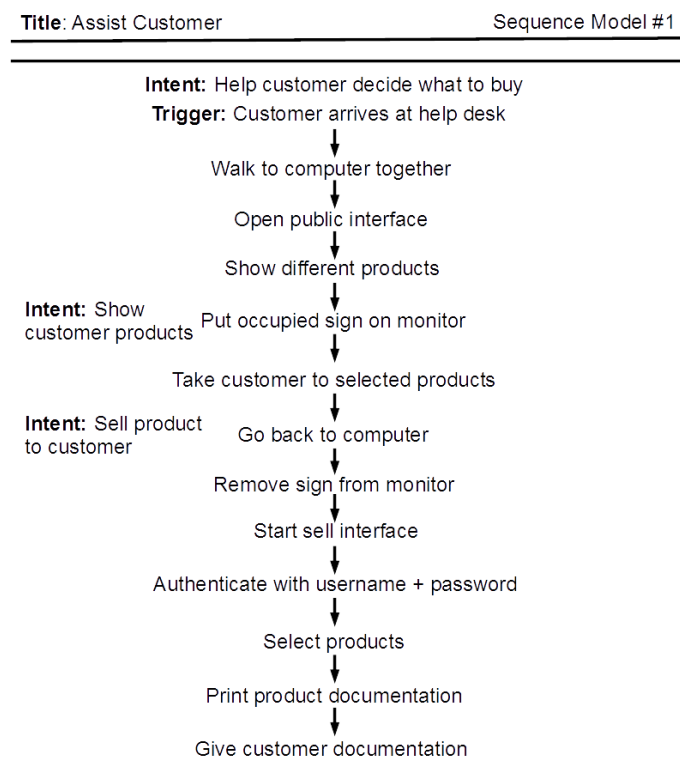 Title: Assist Customer
Sequence Model #1
Intent: Help customer decide what to buy
Trigger: Customer arrives at help desk
Walk to computer together
Open public interface
Show different products
Intent: Show
customer products
Put occupied sign on monitor
Take customer to selected products
Intent: Sell product
to customer
Go back to computer
Remove sign from monitor
Start sell interface
Authenticate with username + password
Select products
Print product documentation
Give customer documentation